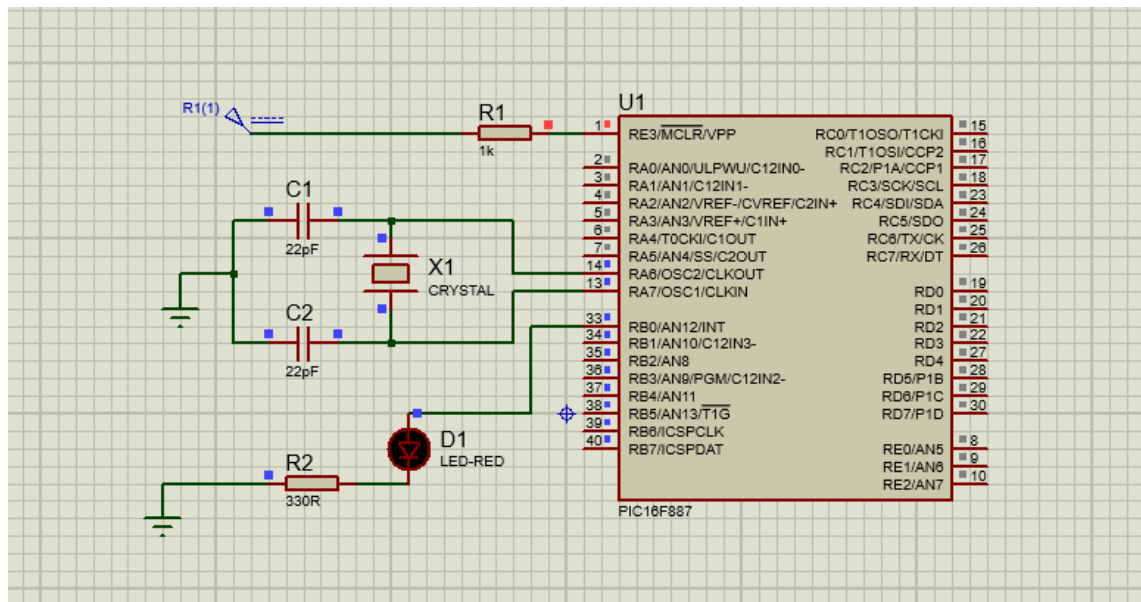 R1(1)
R1
1k
C1
22pF
X1
CRYSTAL
C2
22pF
D1
LED-RED
R2
330R
U1
1 RE3/MCLR/VPP
2 RA0/AN0/ULPWU/C12IN0-
3 RA1/AN1/C12IN1-
4 RA2/AN2/VREF-/CVREF/C2IN+
5 RA3/AN3/VREF+/C1IN+
6 RA4/T0CKI/C1OUT
7 RA5/AN4/SS/C2OUT
14 RA6/OSC2/CLKOUT
13 RA7/OSC1/CLKIN
33 RB0/AN12/INT
34 RB1/AN10/C12IN3-
35 RB2/AN8
36 RB3/AN9/PGM/C12IN2-
37 RB4/AN11
38 RB5/AN13/T1G
39 RB6/ICSPCLK
40 RB7/ICSPDAT
RC0/T1OSO/T1CKI 15
RC1/T1OSI/CCP2 16
RC2/P1A/CCP1 17
RC3/SCK/SCL 18
RC4/SDI/SDA 23
RC5/SDO 24
RC6/TX/CK 25
RC7/RX/DT 26
RD0 19
RD1 20
RD2 21
RD3 22
RD4 27
RD5/P1B 28
RD6/P1C 29
RD7/P1D 30
RE0/AN5 8
RE1/AN6 9
RE2/AN7 10
PIC16F887